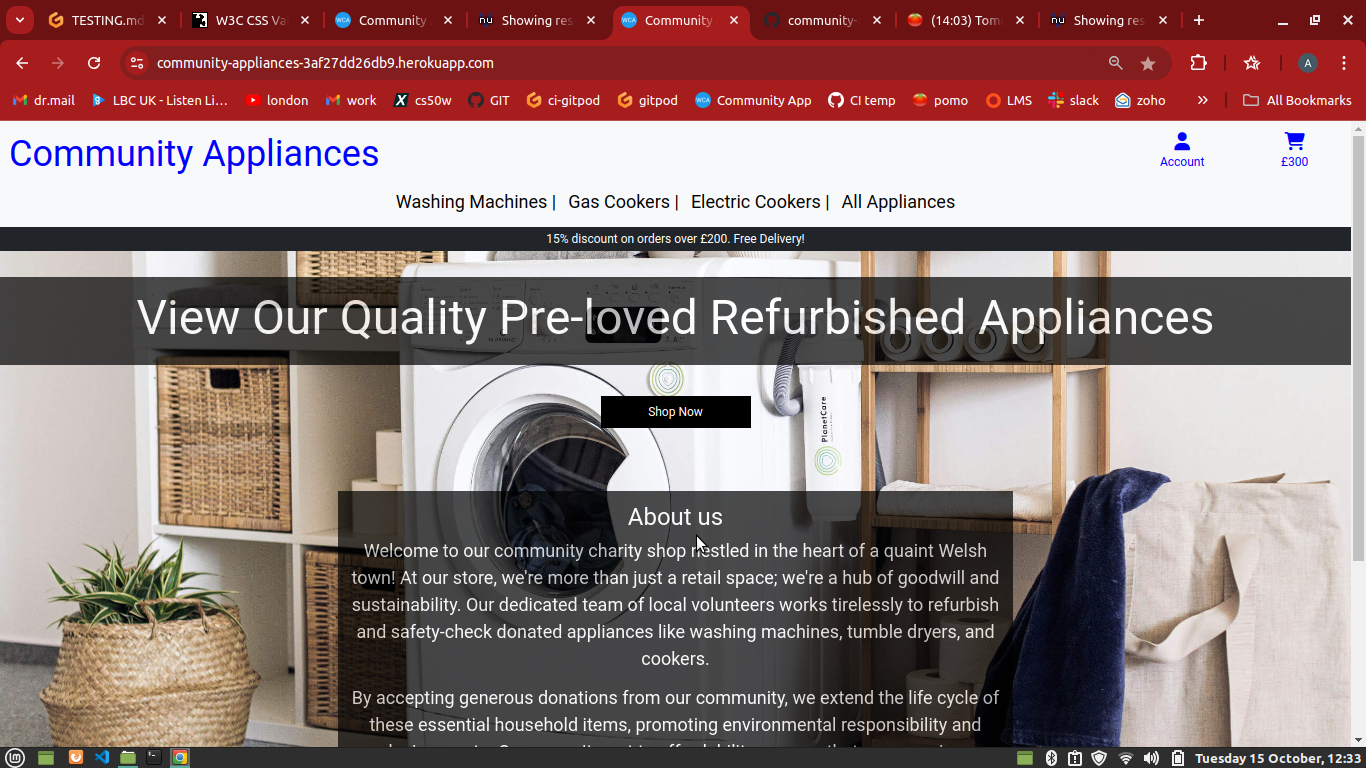 TESTING.md
W3C CSS Va
Community
Showing res
Community
community-
(14:03) Tom
Showing res
community-appliances-3af27dd26db9.herokuapp.com
A
dr.mail
LBC UK - Listen Li...
london
work
cs50w
GIT
ci-gitpod
gitpod
Community App
CI temp
pomo
LMS
slack
zoho
All Bookmarks
Community Appliances
Account
£300
Washing Machines |
Gas Cookers |
Electric Cookers |
All Appliances
15% discount on orders over £200. Free Delivery!
View Our Quality Pre-loved Refurbished Appliances
Shop Now
PlanetCare
About us
Welcome to our community charity shop nestled in the heart of a quaint Welsh
town! At our store, we're more than just a retail space; we're a hub of goodwill and
sustainability. Our dedicated team of local volunteers works tirelessly to refurbish
and safety-check donated appliances like washing machines, tumble dryers, and
cookers.
By accepting generous donations from our community, we extend the life cycle of
these essential household items, promoting environmental responsibility and
Tuesday 15 October, 12:33